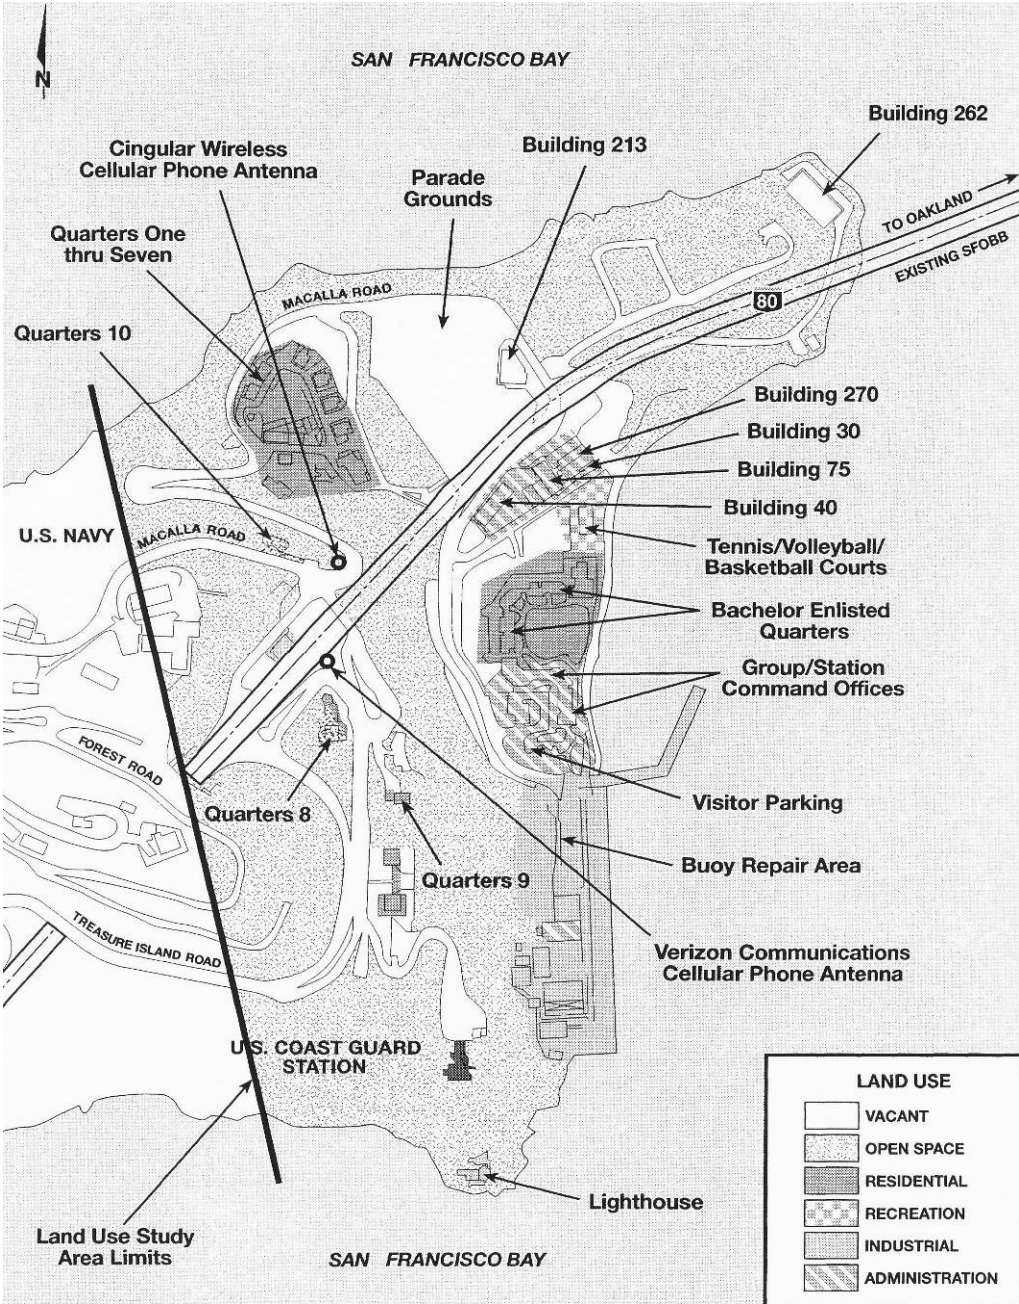 N
SAN FRANCISCO BAY
Building 262
Building 213
Cingular Wireless
Cellular Phone Antenna
Parade
Grounds
TO OAKLAND
EXISTING SFOBB
80
Quarters One
thru Seven
MACALLA ROAD
Quarters 10
Building 270
Building 30
Building 75
Building 40
U.S. NAVY
MACALLA ROAD
Tennis/Volleyball/
Basketball Courts
Bachelor Enlisted
Quarters
Group/Station
Command Offices
FOREST ROAD
Visitor Parking
Quarters 8
Buoy Repair Area
Quarters 9
TREASURE ISLAND ROAD
Verizon Communications
Cellular Phone Antenna
U.S. COAST GUARD
STATION
Lighthouse
Land Use Study
Area Limits
SAN FRANCISCO BAY
LAND USE
VACANT
OPEN SPACE
RESIDENTIAL
RECREATION
INDUSTRIAL
ADMINISTRATION